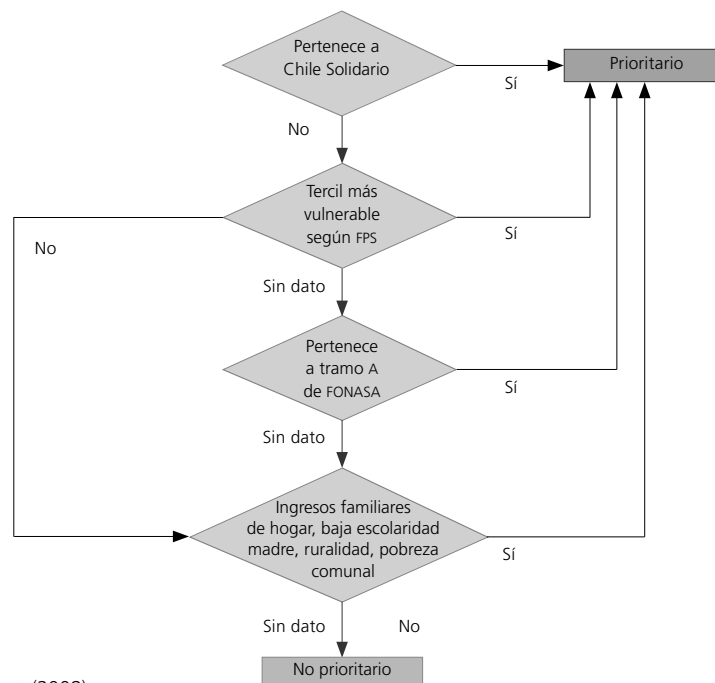 Pertenece a
Chile Solidario
Prioritario
Sí
No
Tercil más
vulnerable
según FPS
Sí
No
Sin dato
Pertenece
a tramo A
de FONASA
Sí
Sin dato
Ingresos familiares
de hogar, baja escolaridad
madre, ruralidad, pobreza
comunal
Sí
Sin dato
No
No prioritario